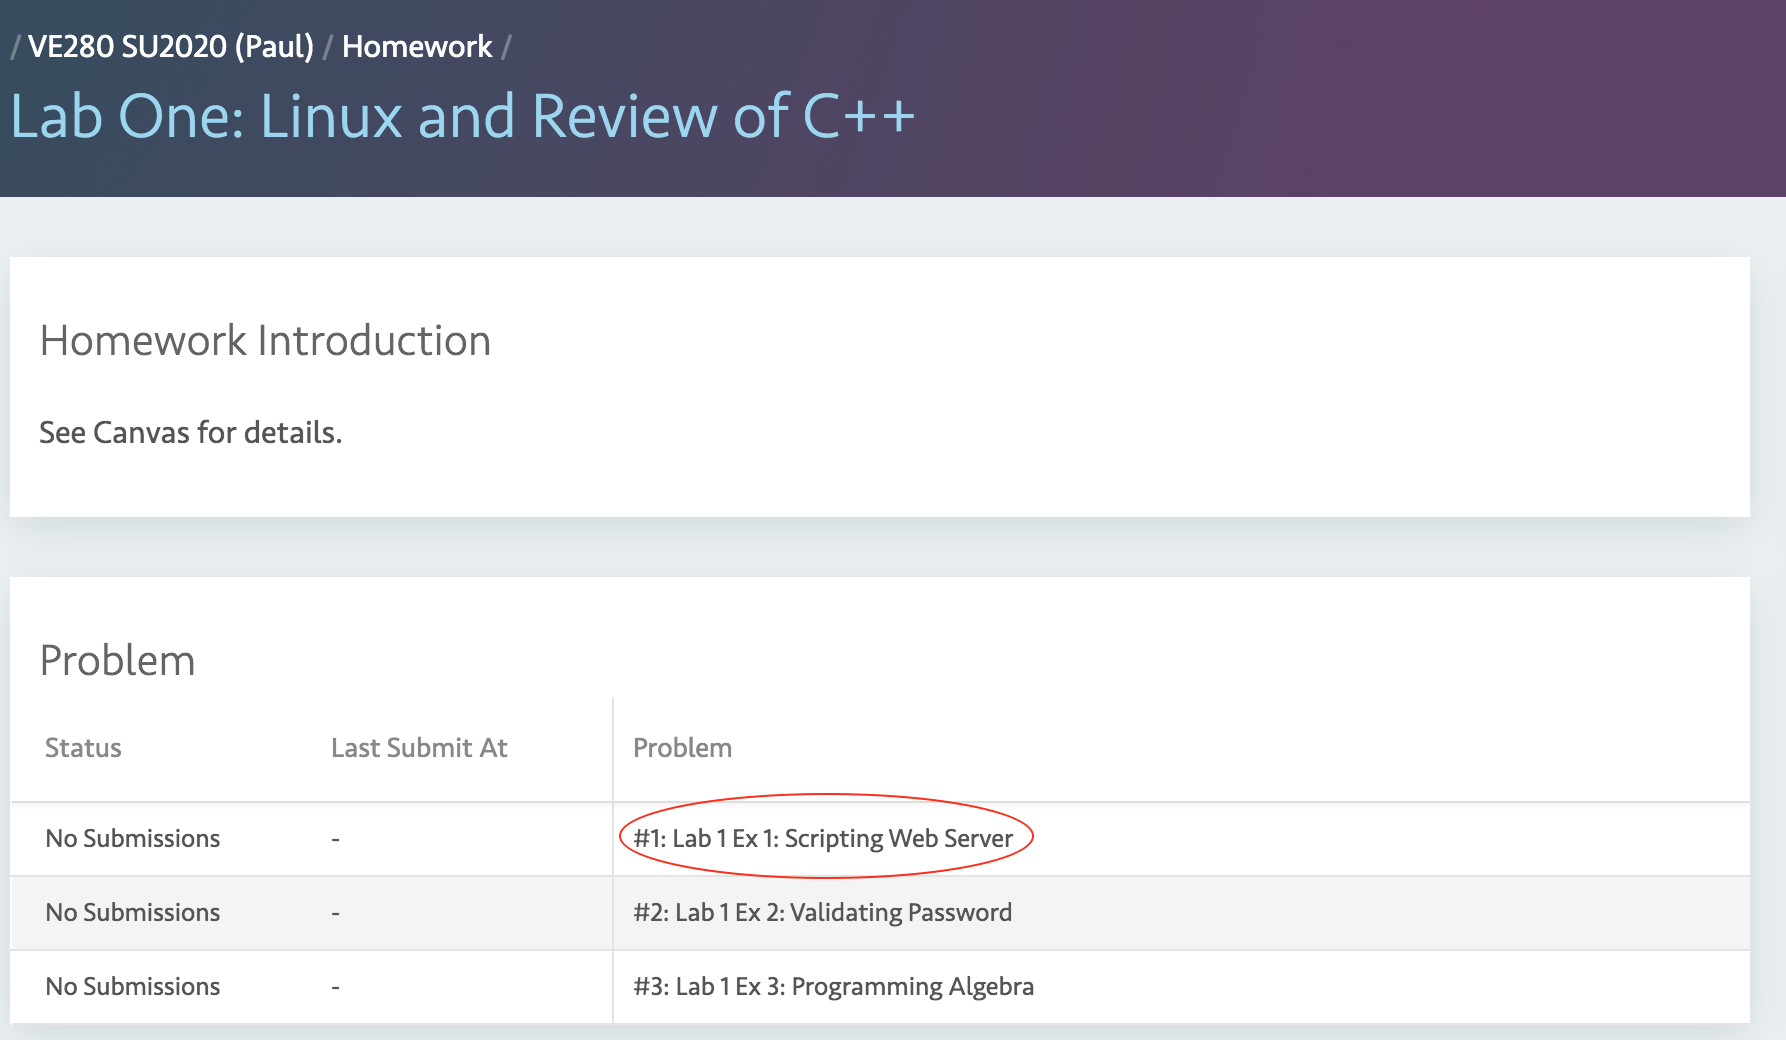 / VE280 SU2020 (Paul) / Homework /
Lab One: Linux and Review of C++
Homework Introduction
See Canvas for details.
Problem
Status Last Submit At Problem
No Submissions - #1: Lab 1 Ex 1: Scripting Web Server
No Submissions - #2: Lab 1 Ex 2: Validating Password
No Submissions - #3: Lab 1 Ex 3: Programming Algebra